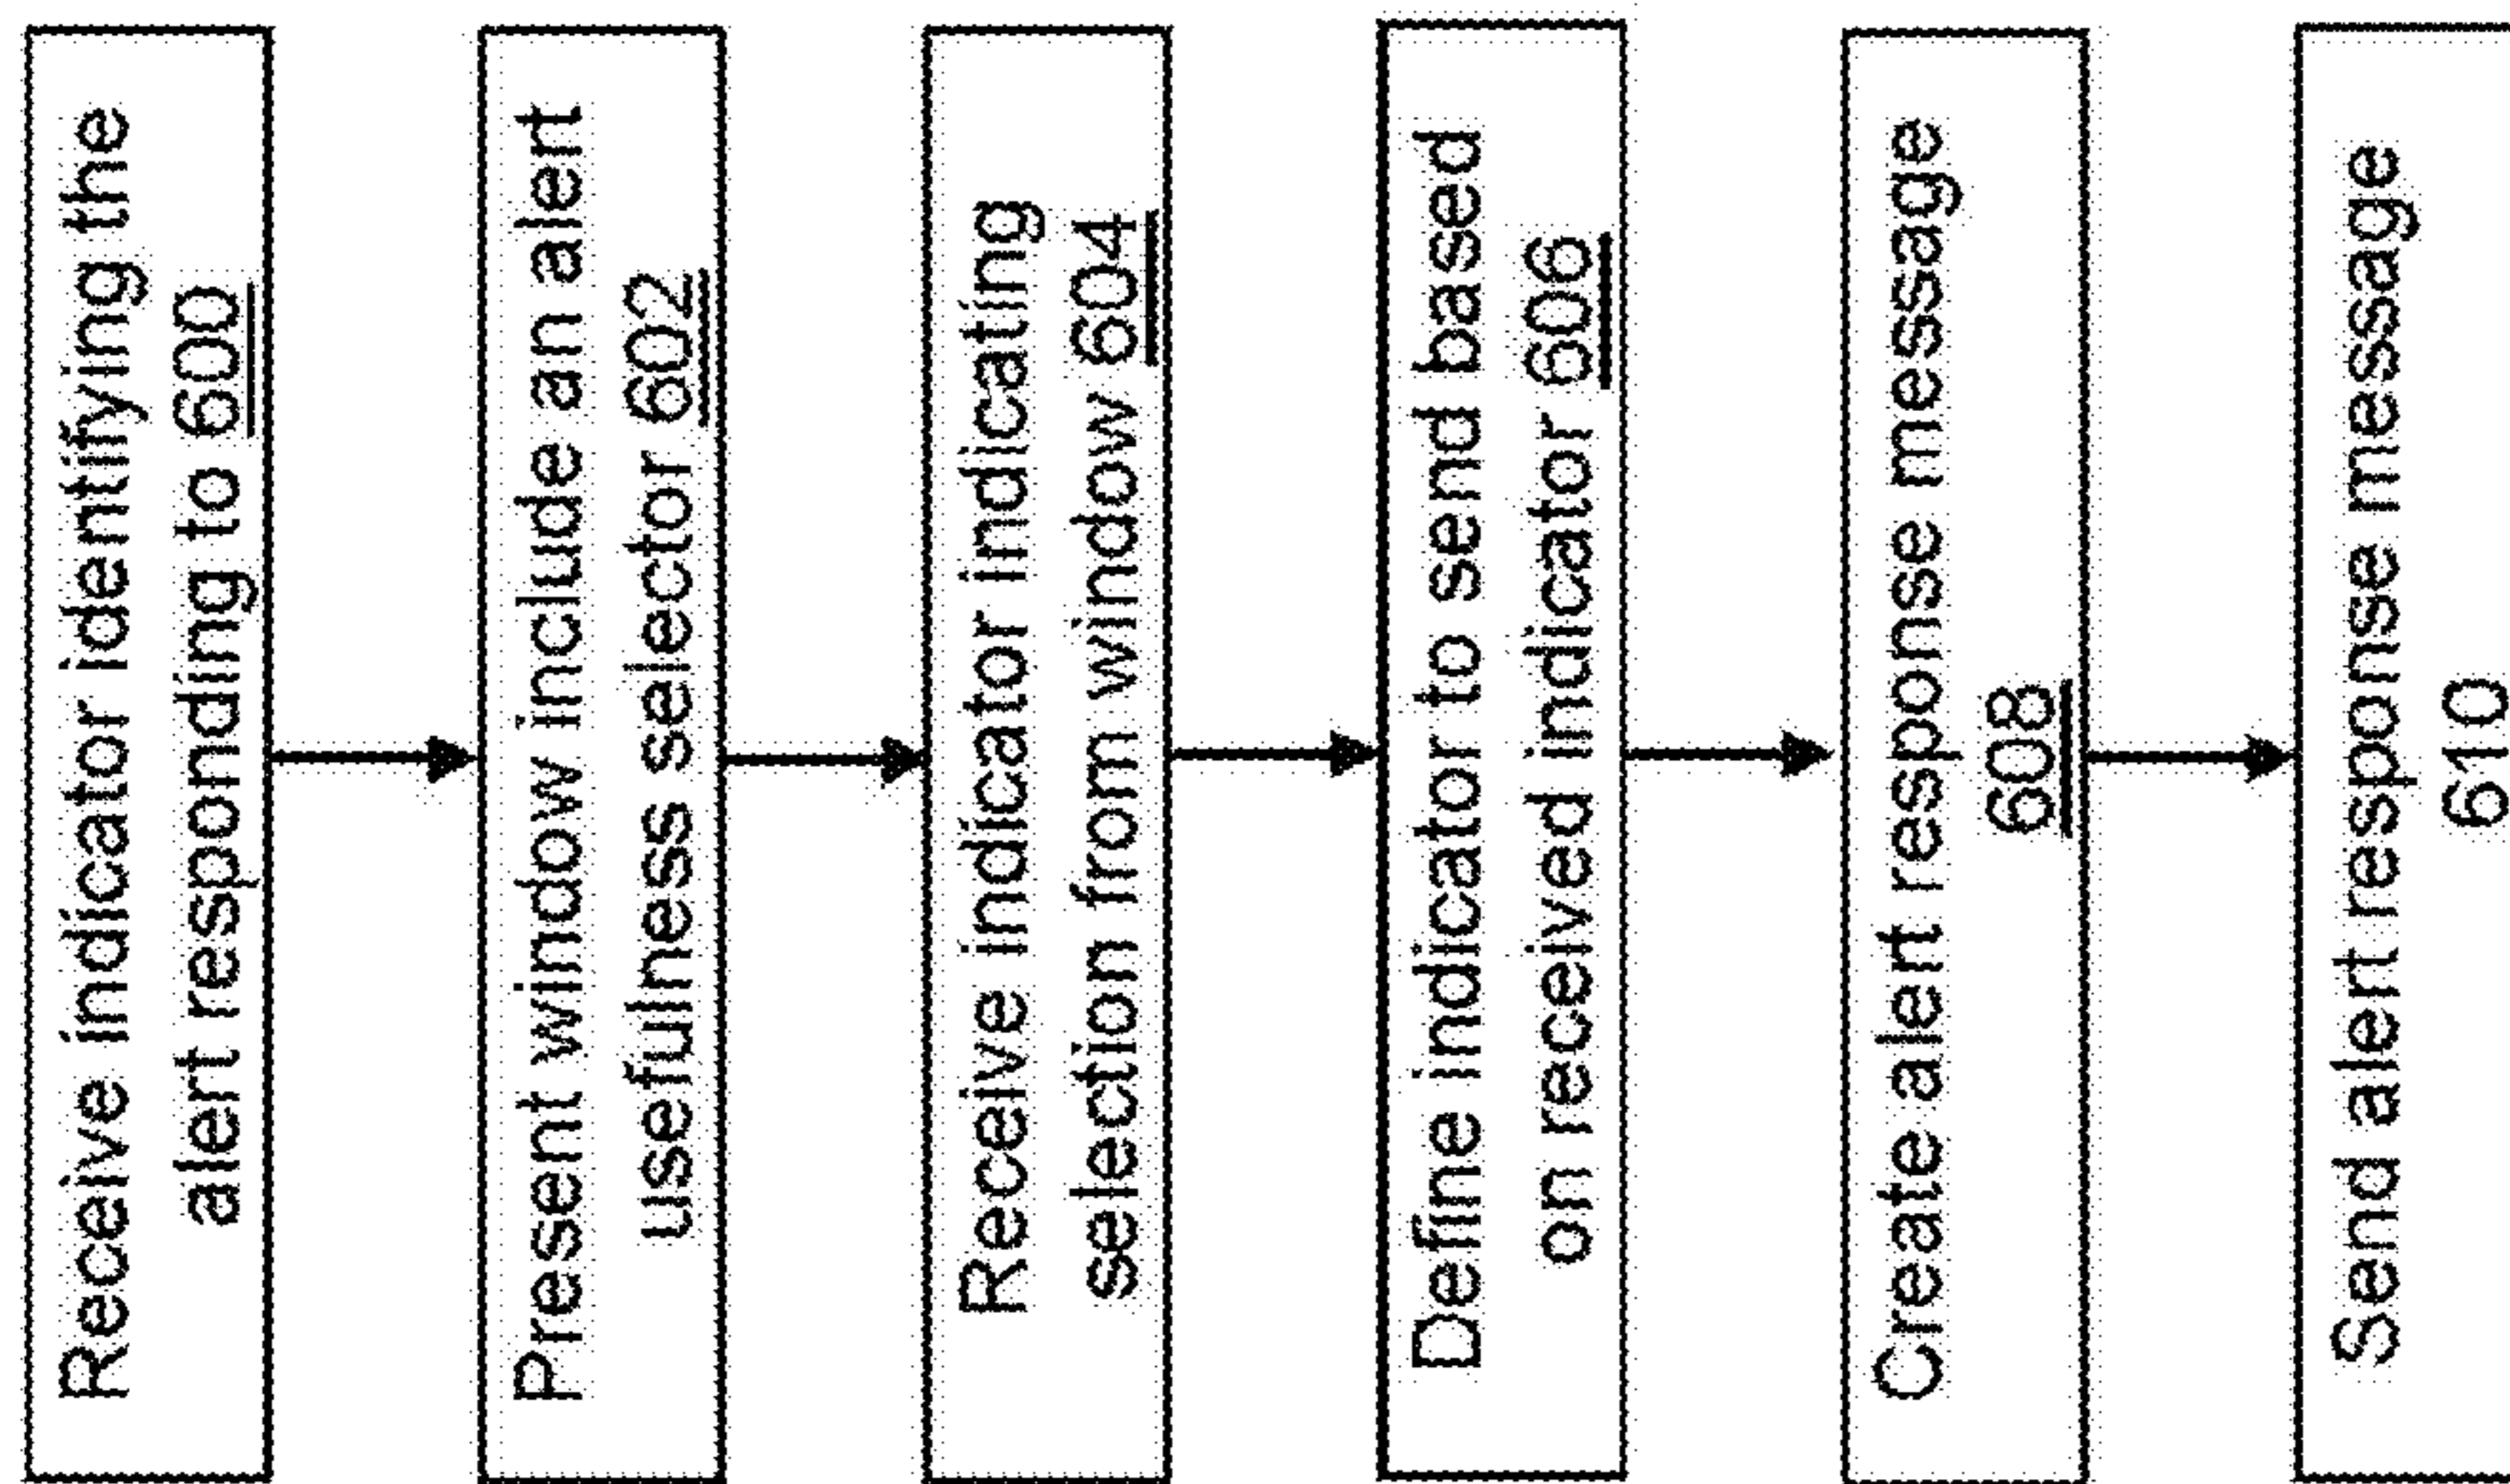 Receive indicator identifying the
alert responding to 600
Present window include an alert
usefulness selector 602
Receive indicator indicating
selection from window 604
Define indicator to send based
on received indicator 606
Create alert response message
608
Send alert response message
610